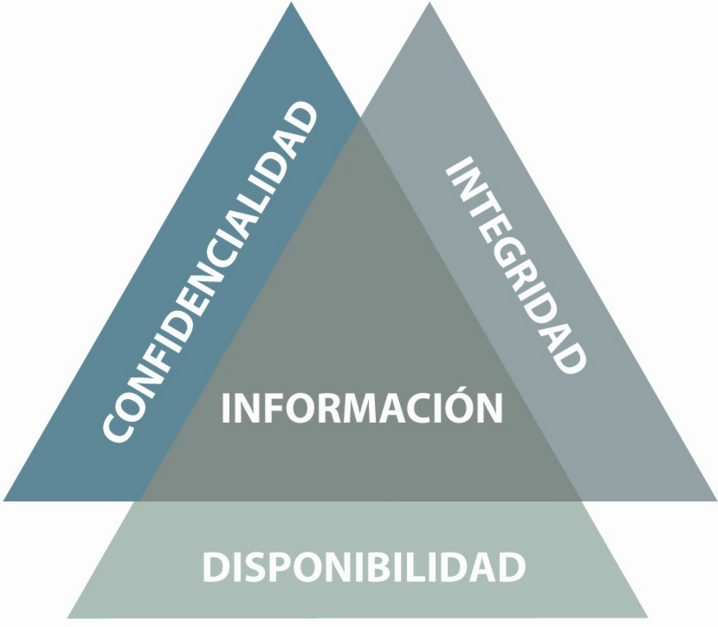 CONFIDENCIALIDAD
INTEGRIDAD
INFORMACIÓN
DISPONIBILIDAD